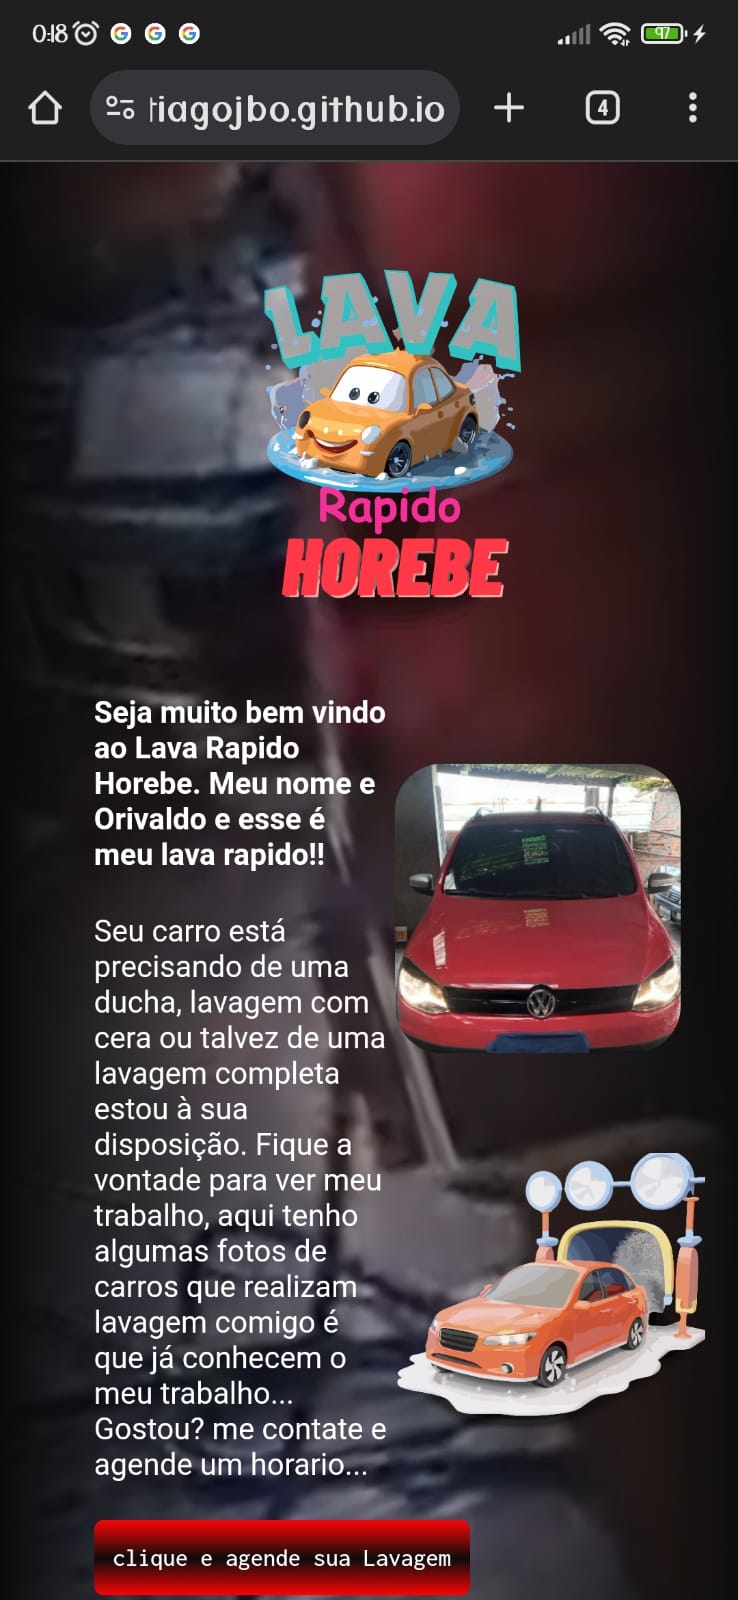 0:18
97
tiagojbo.github.io
4
LAVA
Rapido
HOREBE
Seja muito bem vindo
ao Lava Rapido
Horebe. Meu nome e
Orivaldo e esse é
meu lava rapido!!
Seu carro está
precisando de uma
ducha, lavagem com
cera ou talvez de uma
lavagem completa
estou à sua
disposição. Fique a
vontade para ver meu
trabalho, aqui tenho
algumas fotos de
carros que realizam
lavagem comigo é
que já conhecem o
meu trabalho...
Gostou? me contate e
agende um horario...
clique e agende sua Lavagem